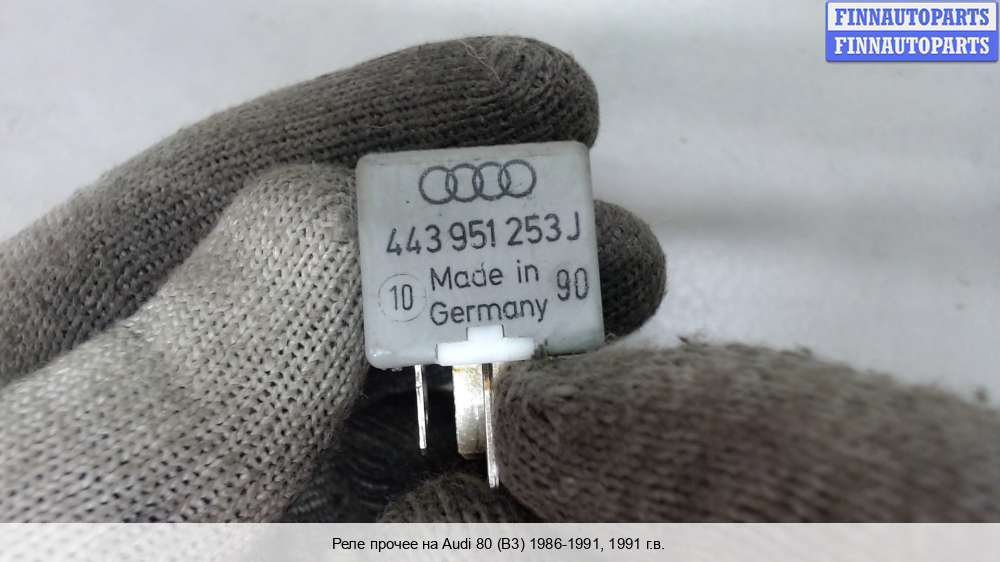 FINNAUTOPARTS
FINNAUTOPARTS
443 951 253 J
10 Made in 90
Germany
Реле прочее на Audi 80 (B3) 1986-1991, 1991 г.в.